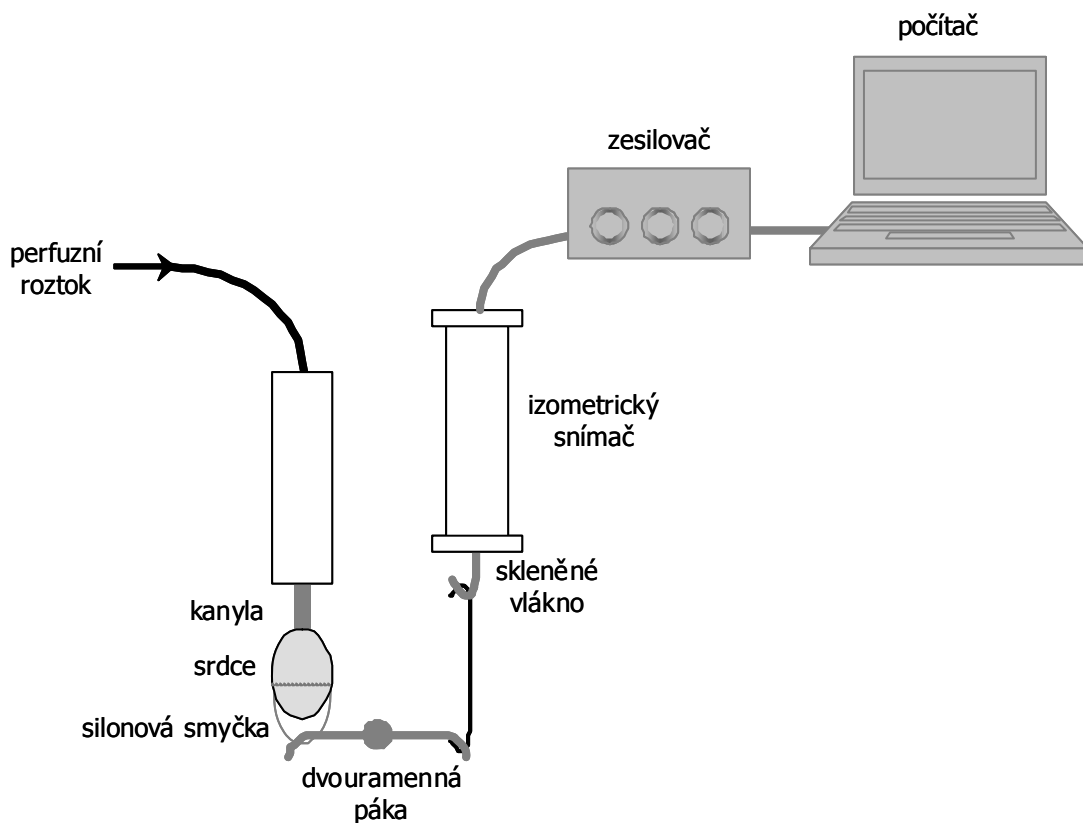 počítač
zesilovač
perfuzní
roztok
izometrický
snímač
skleněné
vlákno
kanyla
srdce
silonová smyčka
dvouramenná
páka